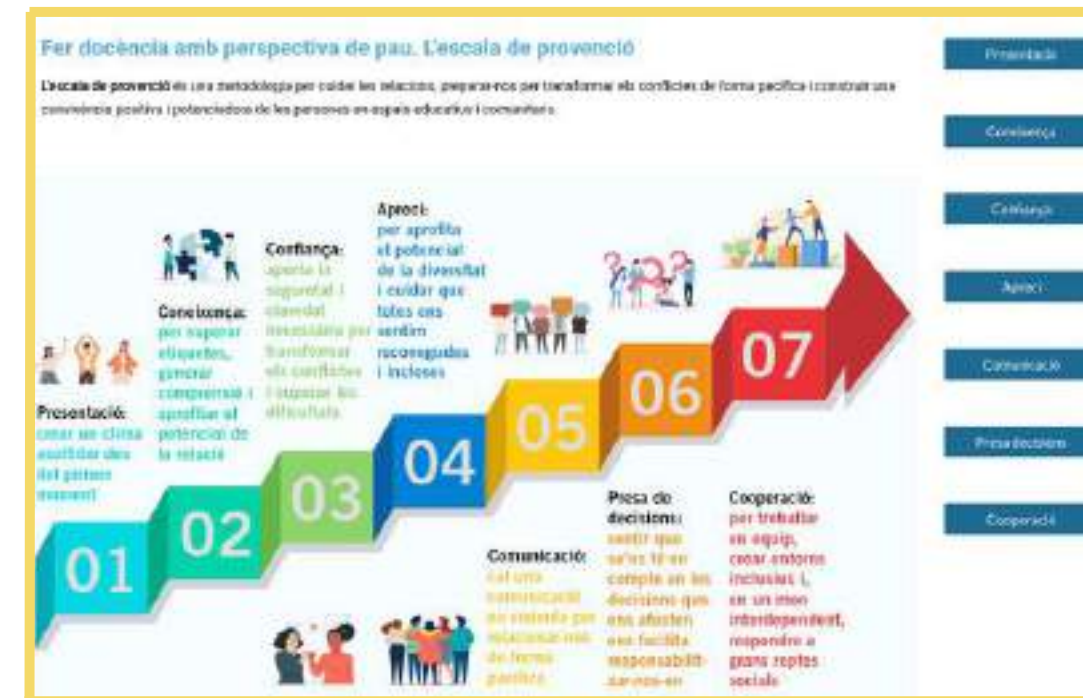 Fer docència amb perspectiva de pau. L'escala de provenció
L'escala de provenció és una metodologia per cuidar les relacions, preparar-nos per transformar els conflictes de forma pacífica i construir una
convivència positiva i potenciadora de les persones en espais educatius i comunitaris.
Presentació
Coneixença
Confiança
Apreci
Comunicació
Presa decisions
Cooperació
Presentació:
crear un clima
acollidor des
del primer
moment
01
Coneixença:
per superar
etiquetes,
generar
comprensió i
aprofitar el
potencial de
la relació
02
Confiança:
aporta la
seguretat i
claredat
necessària per
transformar
els conflictes
i superar les
dificultats
03
Apreci:
per aprofita
el potencial
de la diversitat
i cuidar que
totes ens
sentim
reconegudes
i incloses
04
05
Comunicació:
cal una
comunicació
no violenta per
relacionar-nos
de forma
pacífica
06
Presa de
decisions:
sentir que
se'ns té en
compte en les
decisions que
ens afecten
ens facilita
responsabilit-
zar-nos-en
07
Cooperació:
per treballar
en equip,
crear entorns
inclusius i,
en un mon
interdependent,
respondre a
grans reptes
socials